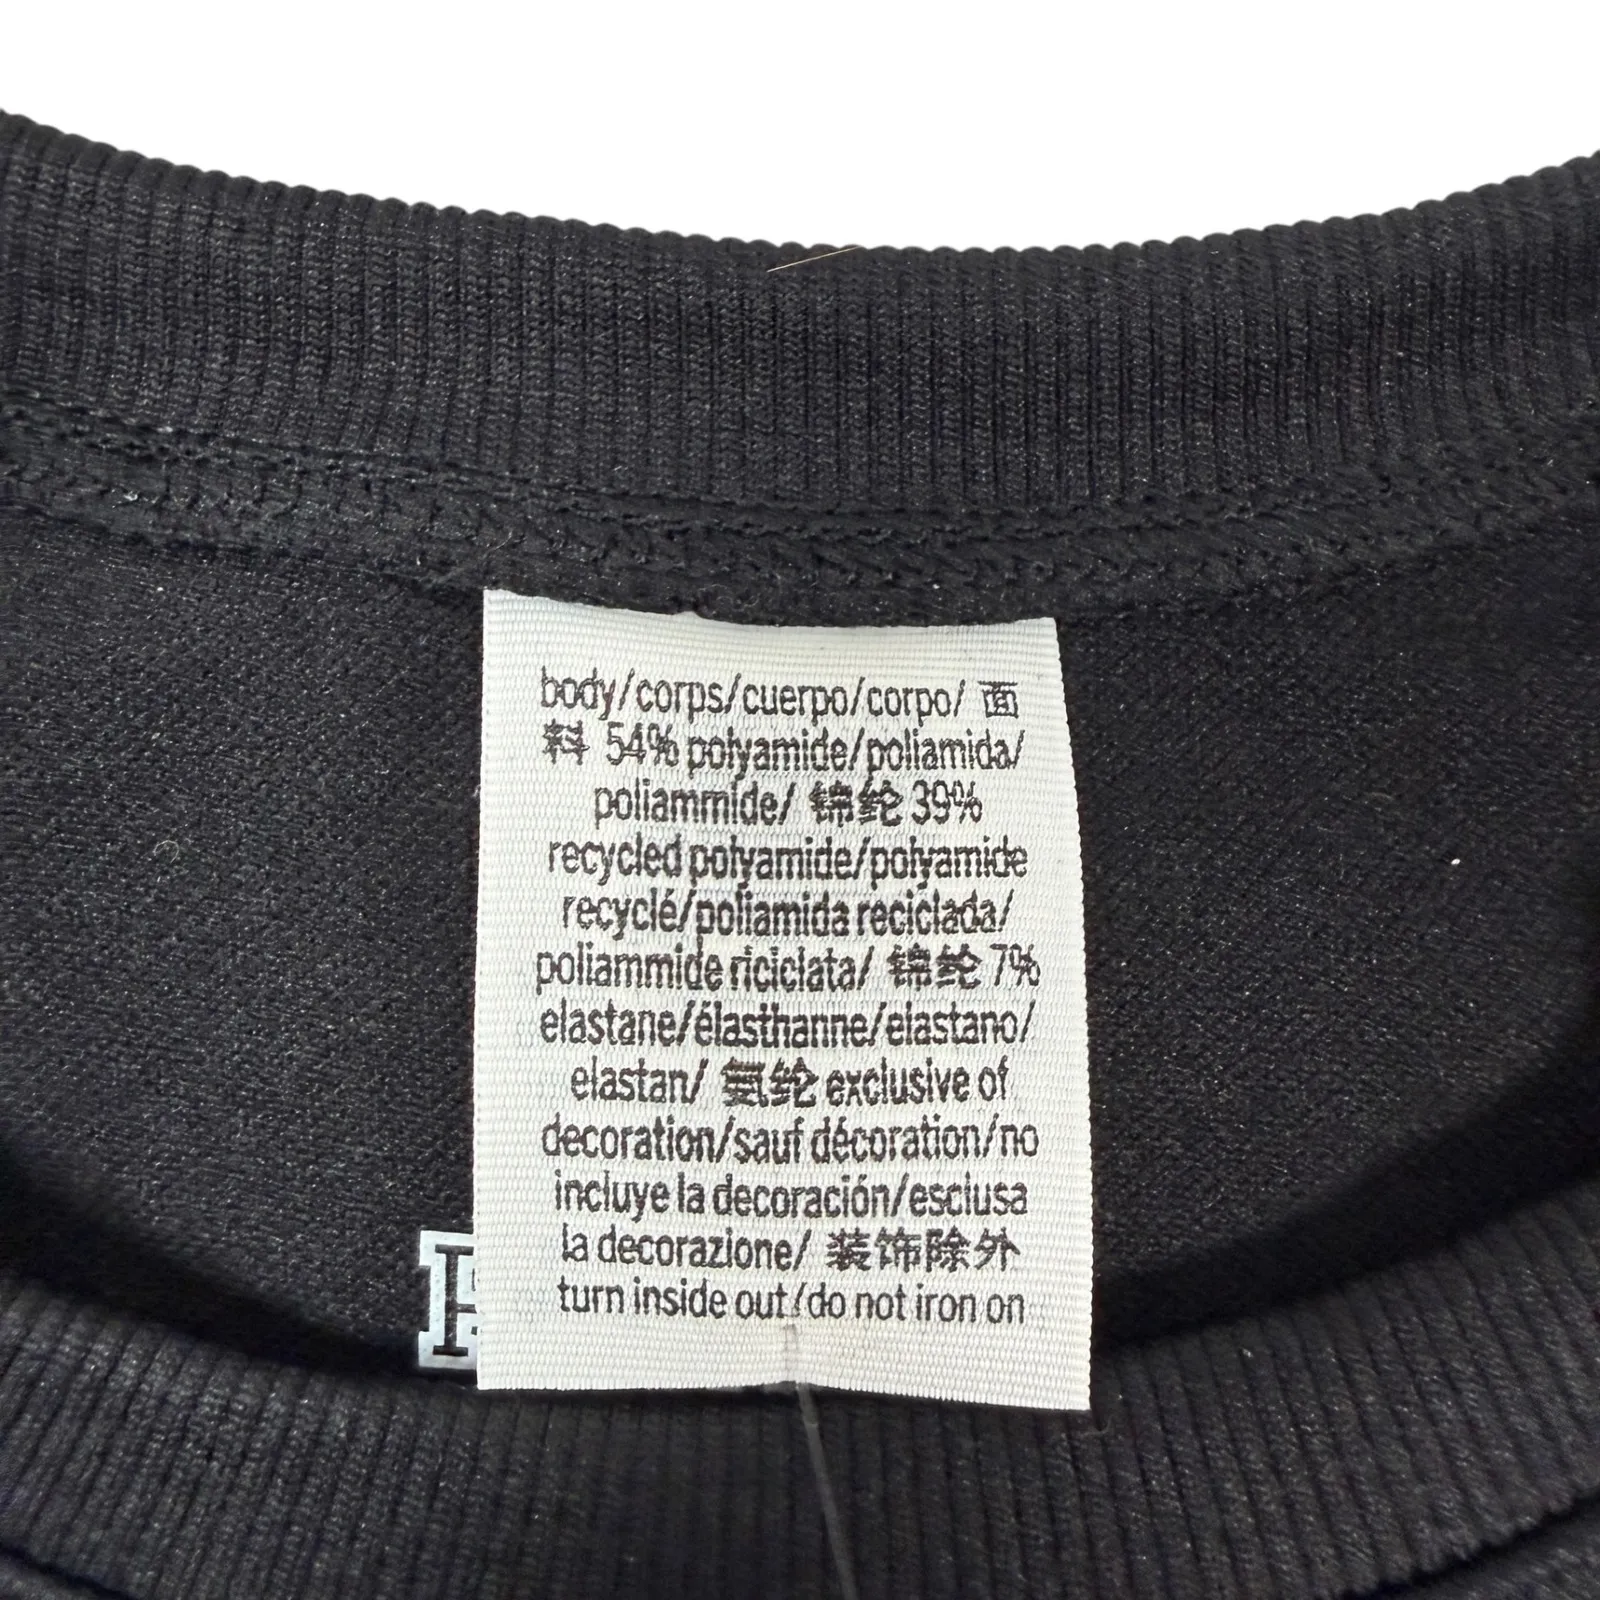 body/corps/cuerpo/corpo/ 面
料 54% polyamide/poliamida/
poliammide/ 锦纶 39%
recycled polyamide/polyamide
recyclé/poliamida reciclada/
poliammide riciclata/ 锦纶 7%
elastane/élasthanne/elastano/
elastan/ 氨纶 exclusive of
decoration/sauf décoration/no
incluye la decoración/esclusa
la decorazione/ 装饰除外
turn inside out/do not iron on